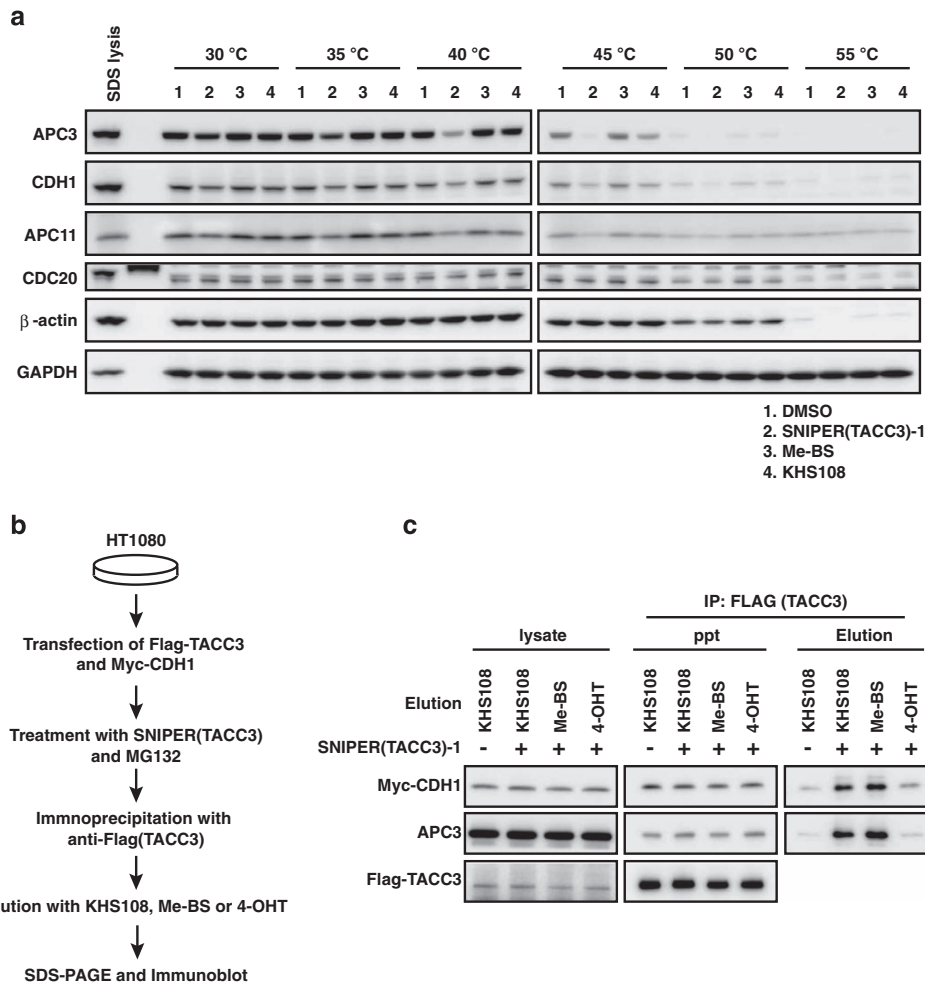 a
SDS lysis
30 °C 35 °C 40 °C 45 °C 50 °C 55 °C
1 2 3 4 1 2 3 4 1 2 3 4 1 2 3 4 1 2 3 4 1 2 3 4
APC3
CDH1
APC11
CDC20
β -actin
GAPDH
1. DMSO
2. SNIPER(TACC3)-1
3. Me-BS
4. KHS108
b
HT1080
Transfection of Flag-TACC3
and Myc-CDH1
Treatment with SNIPER(TACC3)
and MG132
Immnoprecipitation with
anti-Flag(TACC3)
ution with KHS108, Me-BS or 4-OHT
SDS-PAGE and Immunoblot
c
IP: FLAG (TACC3)
lysate ppt Elution
Elution KHS108 KHS108 Me-BS 4-OHT KHS108 KHS108 Me-BS 4-OHT KHS108 KHS108 Me-BS 4-OHT
SNIPER(TACC3)-1 - + + + - + + + - + + +
Myc-CDH1
APC3
Flag-TACC3